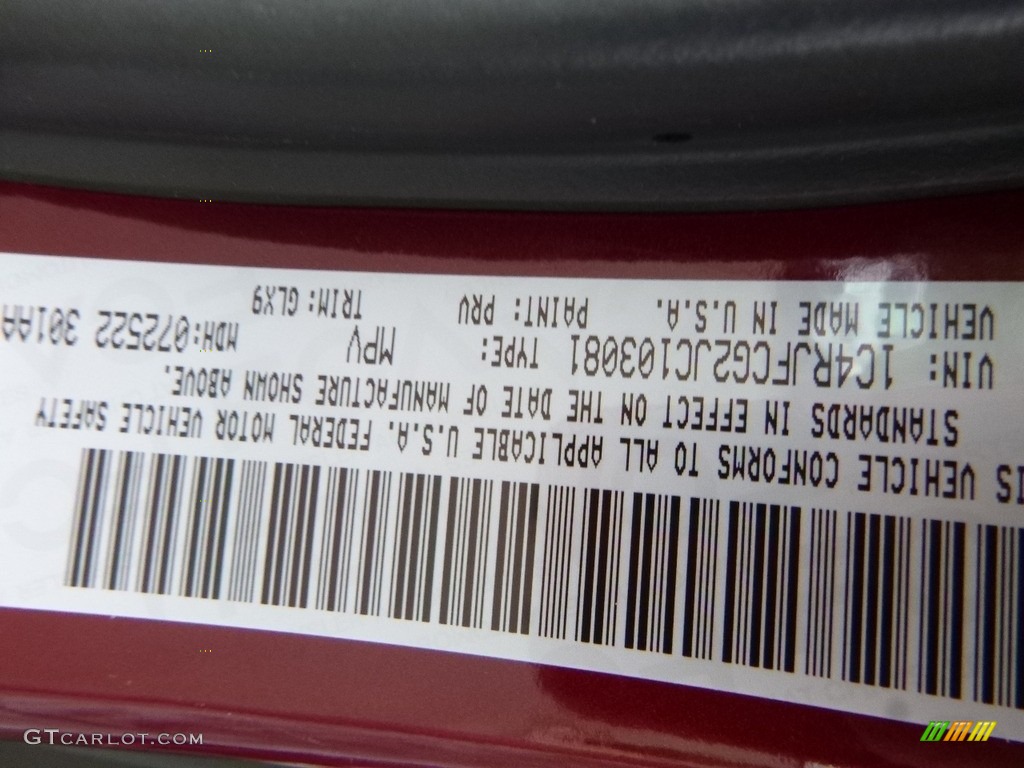 IS VEHICLE CONFORMS TO ALL APPLICABLE U.S.A. FEDERAL MOTOR VEHICLE SAFETY
STANDARDS IN EFFECT ON THE DATE OF MANUFACTURE SHOWN ABOVE.
VIN: 1C4RJFCG2JC103081 TYPE: MPV MDH:072522 301AA
VEHICLE MADE IN U.S.A. PAINT: PRV TRIM: GLX9
GTCARLOT.COM